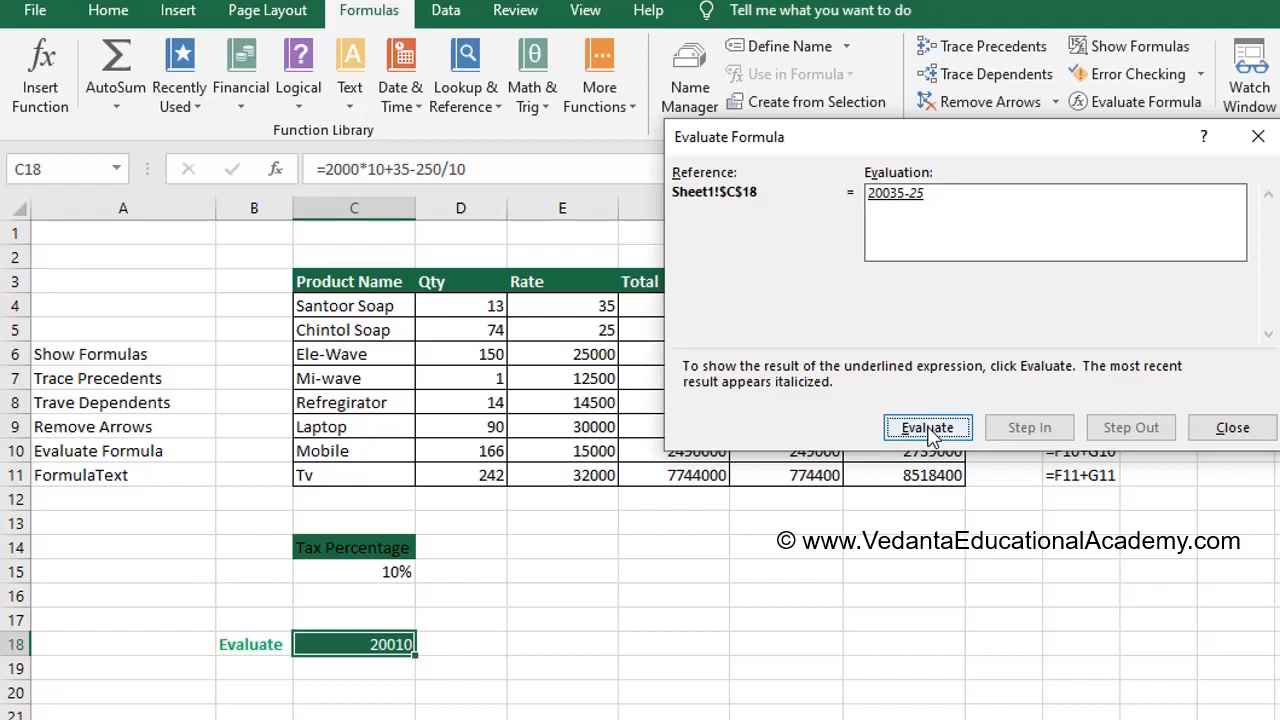 File Home Insert Page Layout Formulas Data Review View Help Tell me what you want to do
fx Σ ? A θ
Insert Function AutoSum Recently Used Financial Logical Text Date & Time Lookup & Reference Math & Trig More Functions
Function Library
Name Manager
Define Name
Use in Formula
Create from Selection
Trace Precedents
Trace Dependents
Remove Arrows
Show Formulas
Error Checking
Evaluate Formula
Watch Window
C18 fx =2000*10+35-250/10
Evaluate Formula ?
Reference: Evaluation:
Sheet1!$C$18 = 20035-25
To show the result of the underlined expression, click Evaluate. The most recent
result appears italicized.
Evaluate Step In Step Out Close
A B C D E
1
2
3 Product Name Qty Rate Total
4 Santoor Soap 13 35
5 Chintol Soap 74 25
6 Show Formulas Ele-Wave 150 25000
7 Trace Precedents Mi-wave 1 12500
8 Trave Dependents Refregirator 14 14500
9 Remove Arrows Laptop 90 30000
10 Evaluate Formula Mobile 166 15000 2490000 249000 2739000 =F10+G10
11 FormulaText Tv 242 32000 7744000 774400 8518400 =F11+G11
12
13
© www.VedantaEducationalAcademy.com
14 Tax Percentage
15 10%
16
17
18 Evaluate 20010
19
20
21